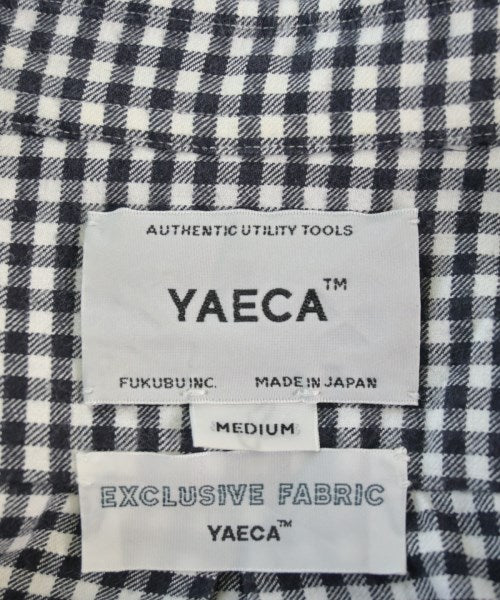 AUTHENTIC UTILITY TOOLS
YAECA™
FUKUBU INC. MADE IN JAPAN
MEDIUM
EXCLUSIVE FABRIC
YAECA™